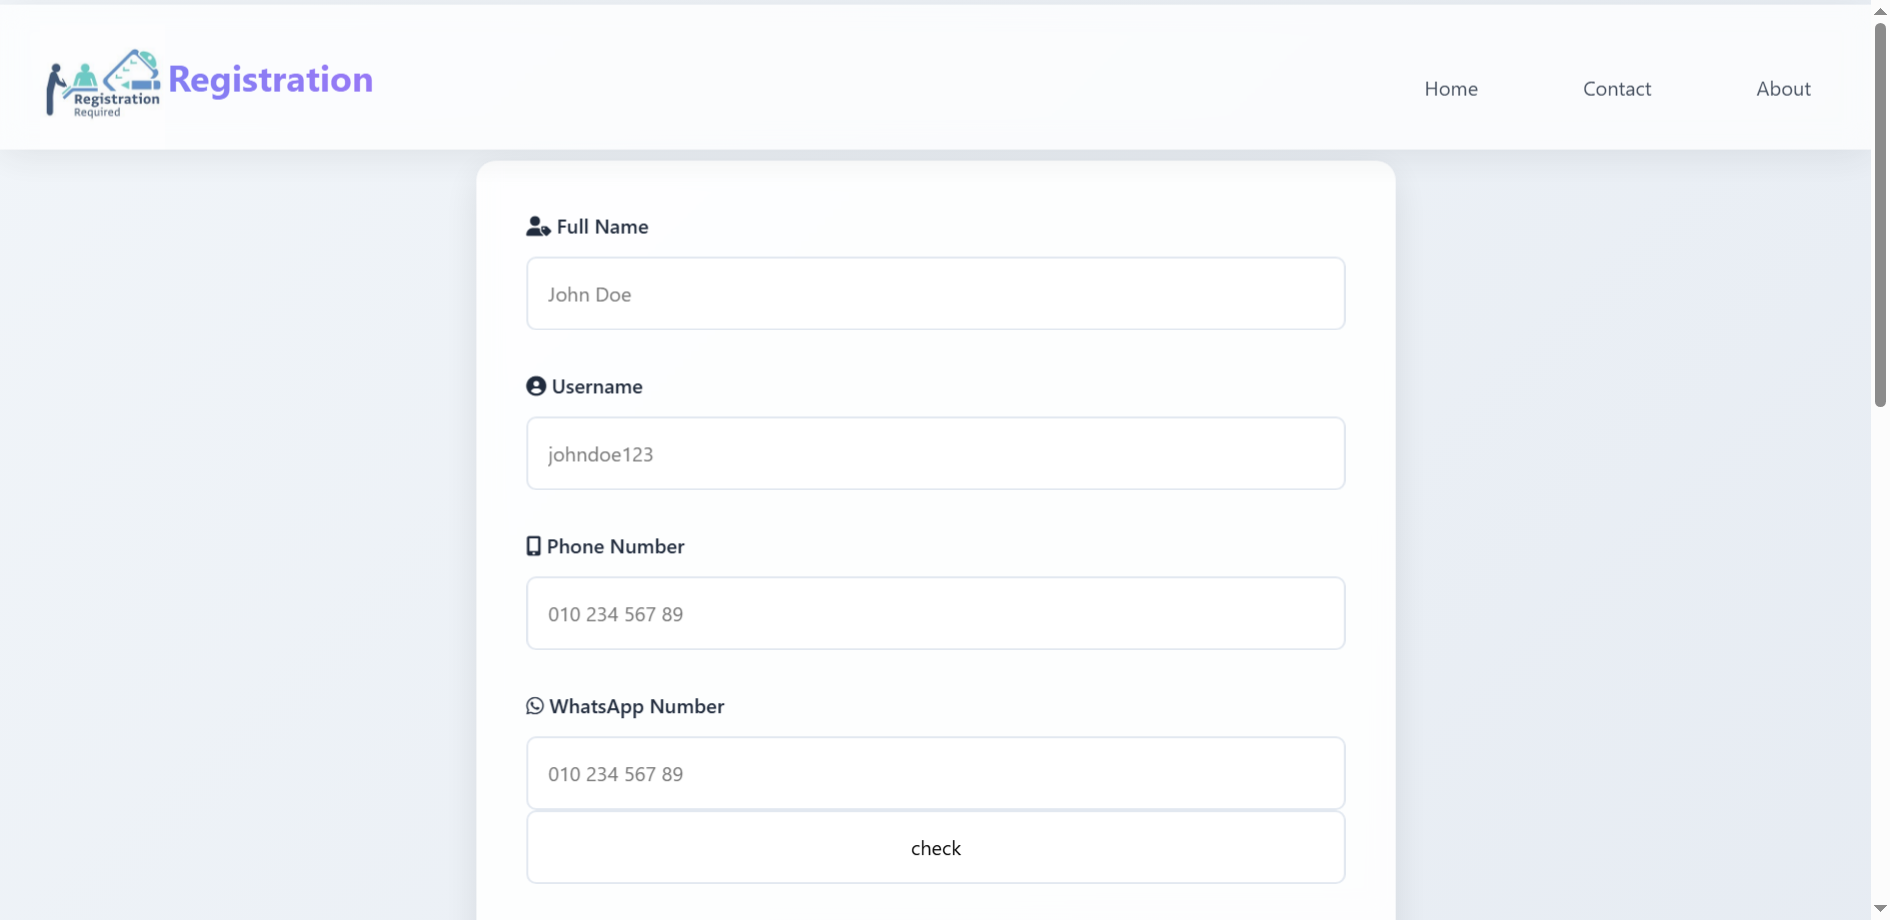 Registration
Required
Registration
Home
Contact
About
Full Name
John Doe
Username
johndoe123
Phone Number
010 234 567 89
WhatsApp Number
010 234 567 89
check